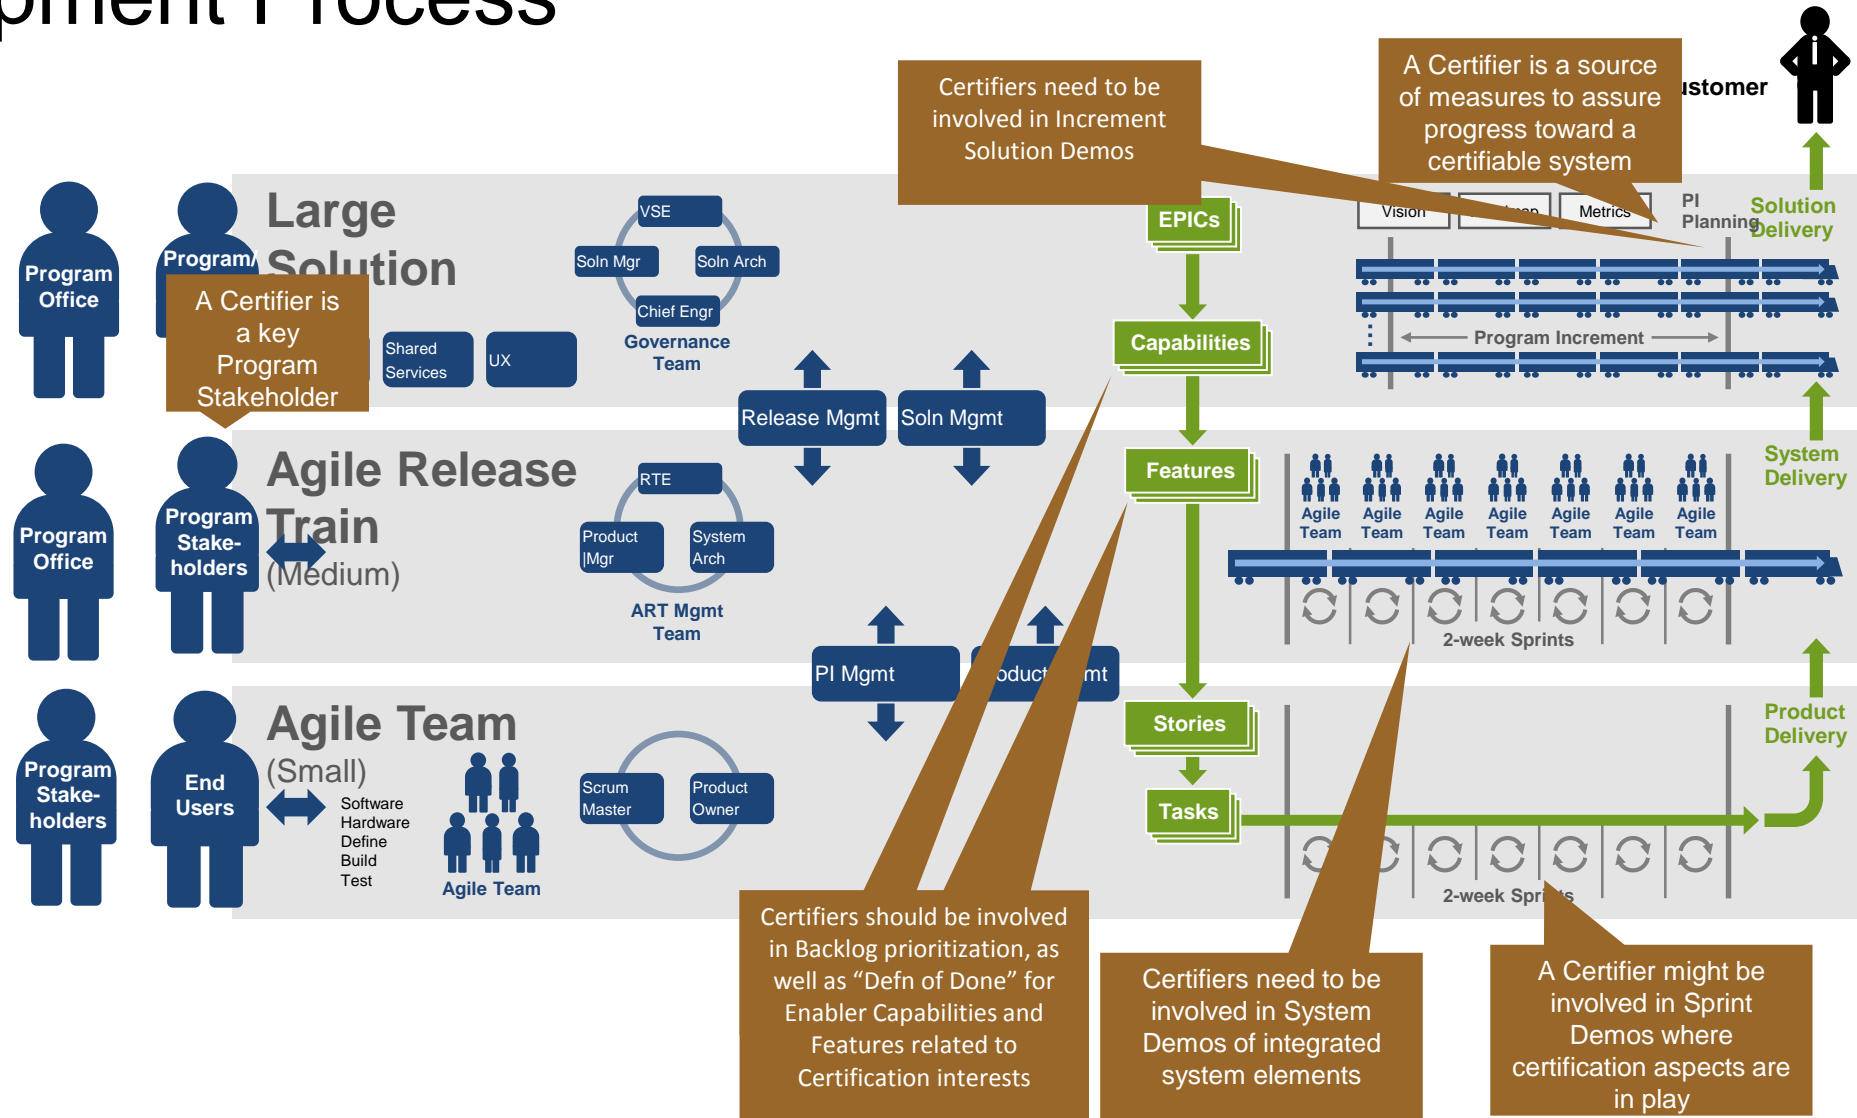 pment Process
Certifiers need to be
involved in Increment
Solution Demos
A Certifier is a source
of measures to assure
progress toward a
certifiable system
ustomer
Large
Solution
Program
Office
Program/
A Certifier is
a key
Program
Stakeholder
Shared
Services
UX
VSE
Soln Mgr
Soln Arch
Chief Engr
Governance
Team
EPICs
Capabilities
Vision
Metrics
PI
Planning
Solution
Delivery
Program Increment
Release Mgmt
Soln Mgmt
Agile Release
Train
(Medium)
Program
Office
Program
Stake-
holders
RTE
Product
|Mgr
System
Arch
ART Mgmt
Team
Features
Agile
Team
Agile
Team
Agile
Team
Agile
Team
Agile
Team
Agile
Team
Agile
Team
2-week Sprints
System
Delivery
PI Mgmt
Agile Team
(Small)
Program
Stake-
holders
End
Users
Software
Hardware
Define
Build
Test
Agile Team
Scrum
Master
Product
Owner
Stories
Tasks
2-week Sprints
Product
Delivery
Certifiers should be involved
in Backlog prioritization, as
well as “Defn of Done” for
Enabler Capabilities and
Features related to
Certification interests
Certifiers need to be
involved in System
Demos of integrated
system elements
A Certifier might be
involved in Sprint
Demos where
certification aspects are
in play